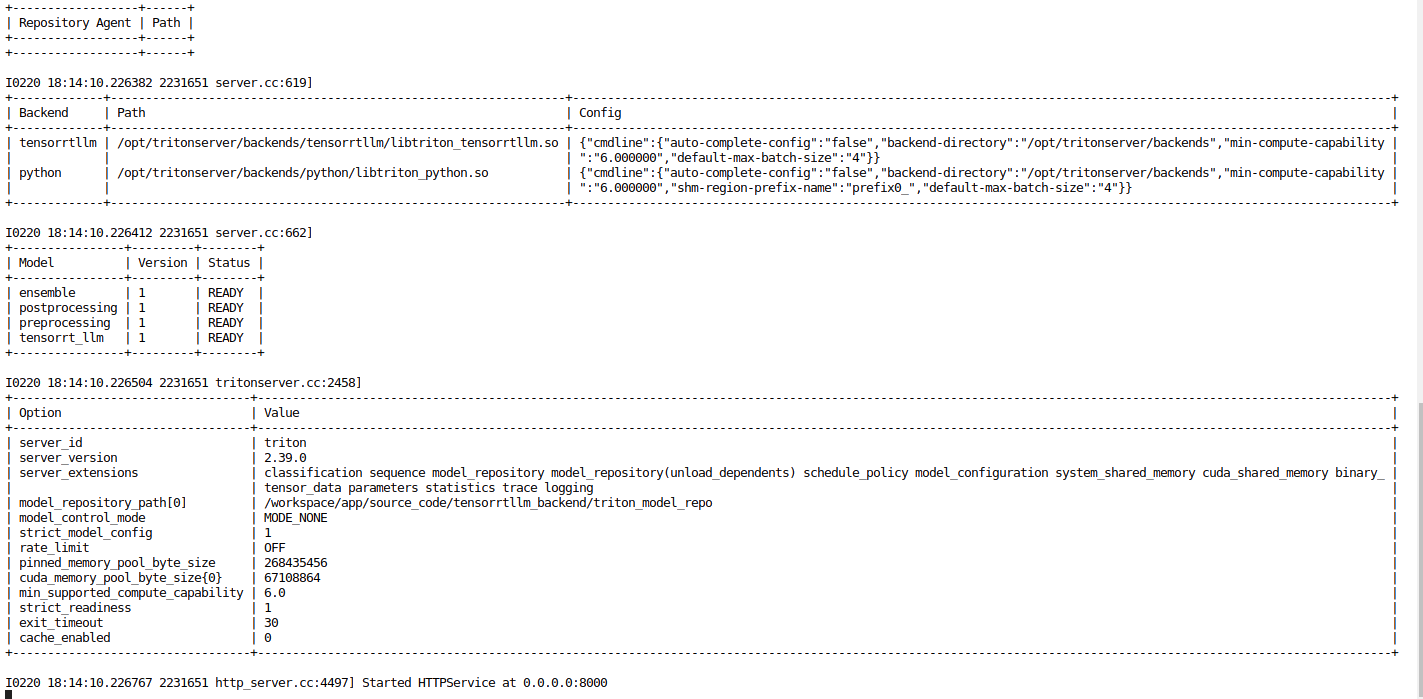 +------------------+------+
| Repository Agent | Path |
+------------------+------+
+------------------+------+

I0220 18:14:10.226382 2231651 server.cc:619]
+-------------+-----------------------------------------------------------------+---------------------------------------------------------------------------------------------------------------------+
| Backend     | Path                                                            | Config                                                                                                              |
+-------------+-----------------------------------------------------------------+---------------------------------------------------------------------------------------------------------------------+
| tensorrtllm | /opt/tritonserver/backends/tensorrtllm/libtriton_tensorrtllm.so | {"cmdline":{"auto-complete-config":"false","backend-directory":"/opt/tritonserver/backends","min-compute-capability |
|             |                                                                 | ":"6.000000","default-max-batch-size":"4"}}                                                                         |
| python      | /opt/tritonserver/backends/python/libtriton_python.so           | {"cmdline":{"auto-complete-config":"false","backend-directory":"/opt/tritonserver/backends","min-compute-capability |
|             |                                                                 | ":"6.000000","shm-region-prefix-name":"prefix0_","default-max-batch-size":"4"}}                                     |
+-------------+-----------------------------------------------------------------+---------------------------------------------------------------------------------------------------------------------+

I0220 18:14:10.226412 2231651 server.cc:662]
+----------------+---------+--------+
| Model          | Version | Status |
+----------------+---------+--------+
| ensemble       | 1       | READY  |
| postprocessing | 1       | READY  |
| preprocessing  | 1       | READY  |
| tensorrt_llm   | 1       | READY  |
+----------------+---------+--------+

I0220 18:14:10.226504 2231651 tritonserver.cc:2458]
+----------------------------------+------------------------------------------------------------------------------------------------------------------------------------------------------------------+
| Option                           | Value                                                                                                                                                            |
+----------------------------------+------------------------------------------------------------------------------------------------------------------------------------------------------------------+
| server_id                        | triton                                                                                                                                                           |
| server_version                   | 2.39.0                                                                                                                                                           |
| server_extensions                | classification sequence model_repository model_repository(unload_dependents) schedule_policy model_configuration system_shared_memory cuda_shared_memory binary_ |
|                                  | tensor_data parameters statistics trace logging                                                                                                                  |
| model_repository_path[0]         | /workspace/app/source_code/tensorrtllm_backend/triton_model_repo                                                                                                 |
| model_control_mode               | MODE_NONE                                                                                                                                                        |
| strict_model_config              | 1                                                                                                                                                                |
| rate_limit                       | OFF                                                                                                                                                              |
| pinned_memory_pool_byte_size     | 268435456                                                                                                                                                        |
| cuda_memory_pool_byte_size{0}    | 67108864                                                                                                                                                         |
| min_supported_compute_capability | 6.0                                                                                                                                                              |
| strict_readiness                 | 1                                                                                                                                                                |
| exit_timeout                     | 30                                                                                                                                                               |
| cache_enabled                    | 0                                                                                                                                                                |
+----------------------------------+------------------------------------------------------------------------------------------------------------------------------------------------------------------+

I0220 18:14:10.226767 2231651 http_server.cc:4497] Started HTTPService at 0.0.0.0:8000